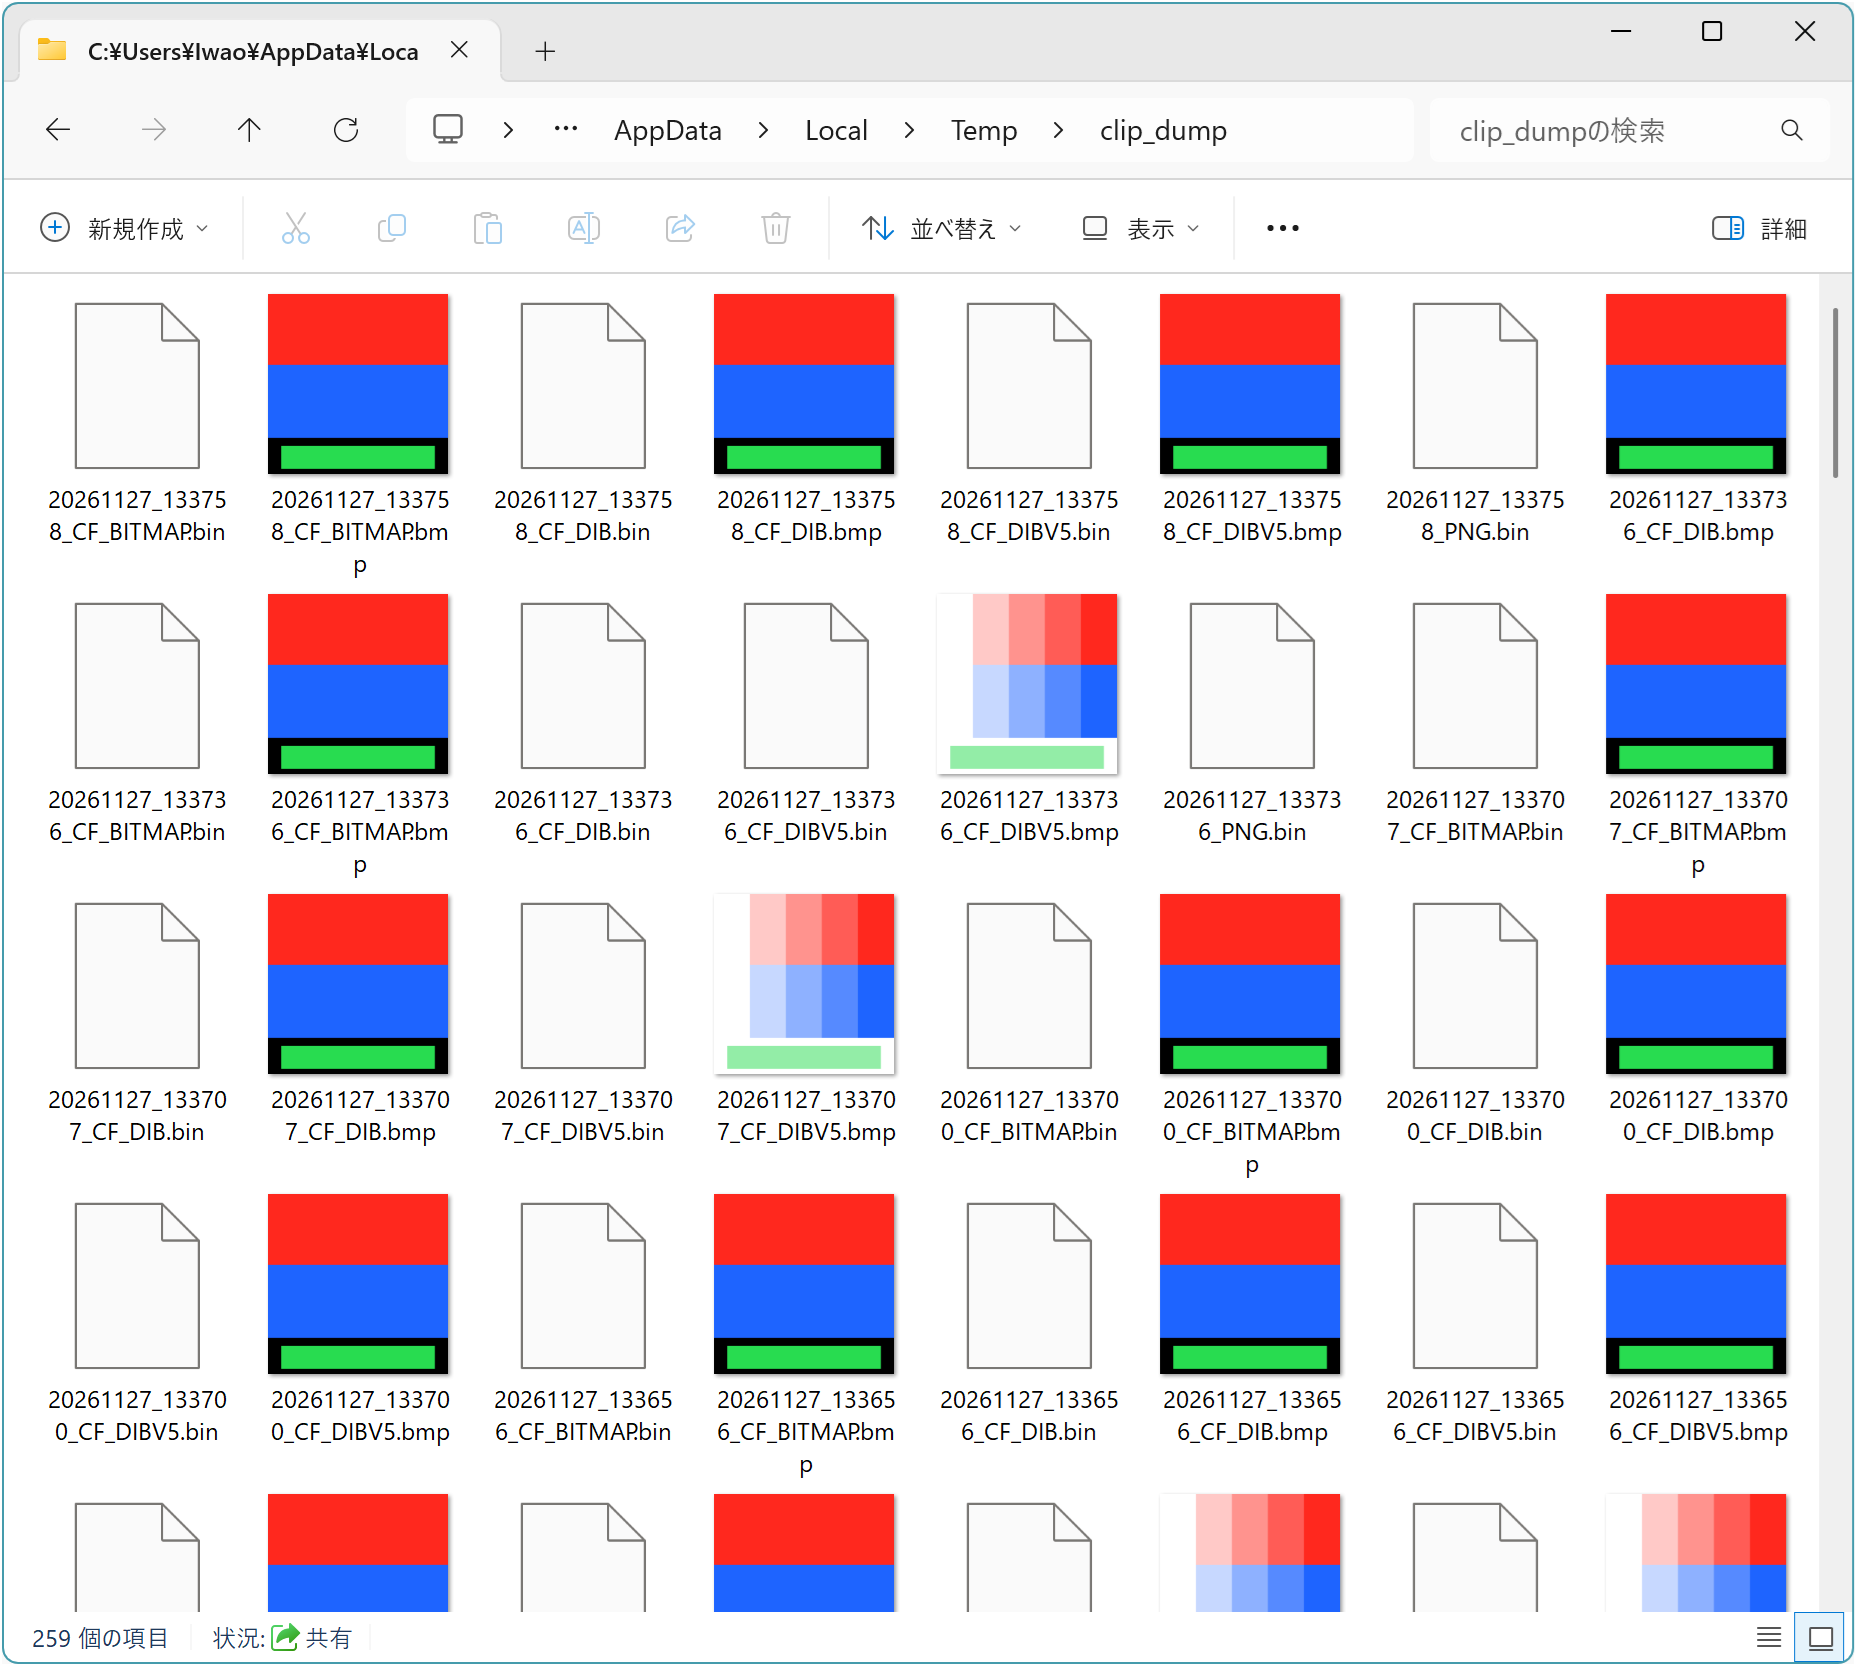 C:¥Users¥Iwao¥AppData¥Loca
AppData
Local
Temp
clip_dump
clip_dumpの検索
新規作成
並べ替え
表示
詳細
20261127_13375
8_CF_BITMAP.bin
20261127_13375
8_CF_BITMAP.bm
p
20261127_13375
8_CF_DIB.bin
20261127_13375
8_CF_DIB.bmp
20261127_13375
8_CF_DIBV5.bin
20261127_13375
8_CF_DIBV5.bmp
20261127_13375
8_PNG.bin
20261127_13373
6_CF_DIB.bmp
20261127_13373
6_CF_BITMAP.bin
20261127_13373
6_CF_BITMAP.bm
p
20261127_13373
6_CF_DIB.bin
20261127_13373
6_CF_DIBV5.bin
20261127_13373
6_CF_DIBV5.bmp
20261127_13373
6_PNG.bin
20261127_13370
7_CF_BITMAP.bin
20261127_13370
7_CF_BITMAP.bm
p
20261127_13370
7_CF_DIB.bin
20261127_13370
7_CF_DIB.bmp
20261127_13370
7_CF_DIBV5.bin
20261127_13370
7_CF_DIBV5.bmp
20261127_13370
0_CF_BITMAP.bin
20261127_13370
0_CF_BITMAP.bm
p
20261127_13370
0_CF_DIB.bin
20261127_13370
0_CF_DIB.bmp
20261127_13370
0_CF_DIBV5.bin
20261127_13370
0_CF_DIBV5.bmp
20261127_13365
6_CF_BITMAP.bin
20261127_13365
6_CF_BITMAP.bm
p
20261127_13365
6_CF_DIB.bin
20261127_13365
6_CF_DIB.bmp
20261127_13365
6_CF_DIBV5.bin
20261127_13365
6_CF_DIBV5.bmp
259 個の項目
状況: 共有